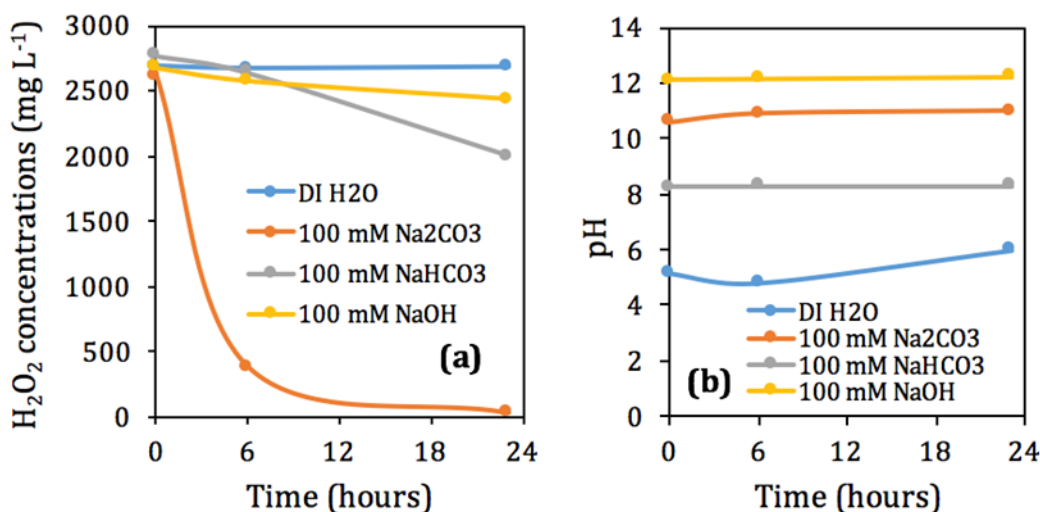 H₂O₂ concentrations (mg L⁻¹)
3000
2500
2000
1500
1000
500
0
DI H2O
100 mM Na2CO3
100 mM NaHCO3
100 mM NaOH
(a)
0
6
12
18
24
Time (hours)
pH
14
12
10
8
6
4
2
0
DI H2O
100 mM Na2CO3
100 mM NaHCO3
100 mM NaOH
(b)
0
6
12
18
24
Time (hours)